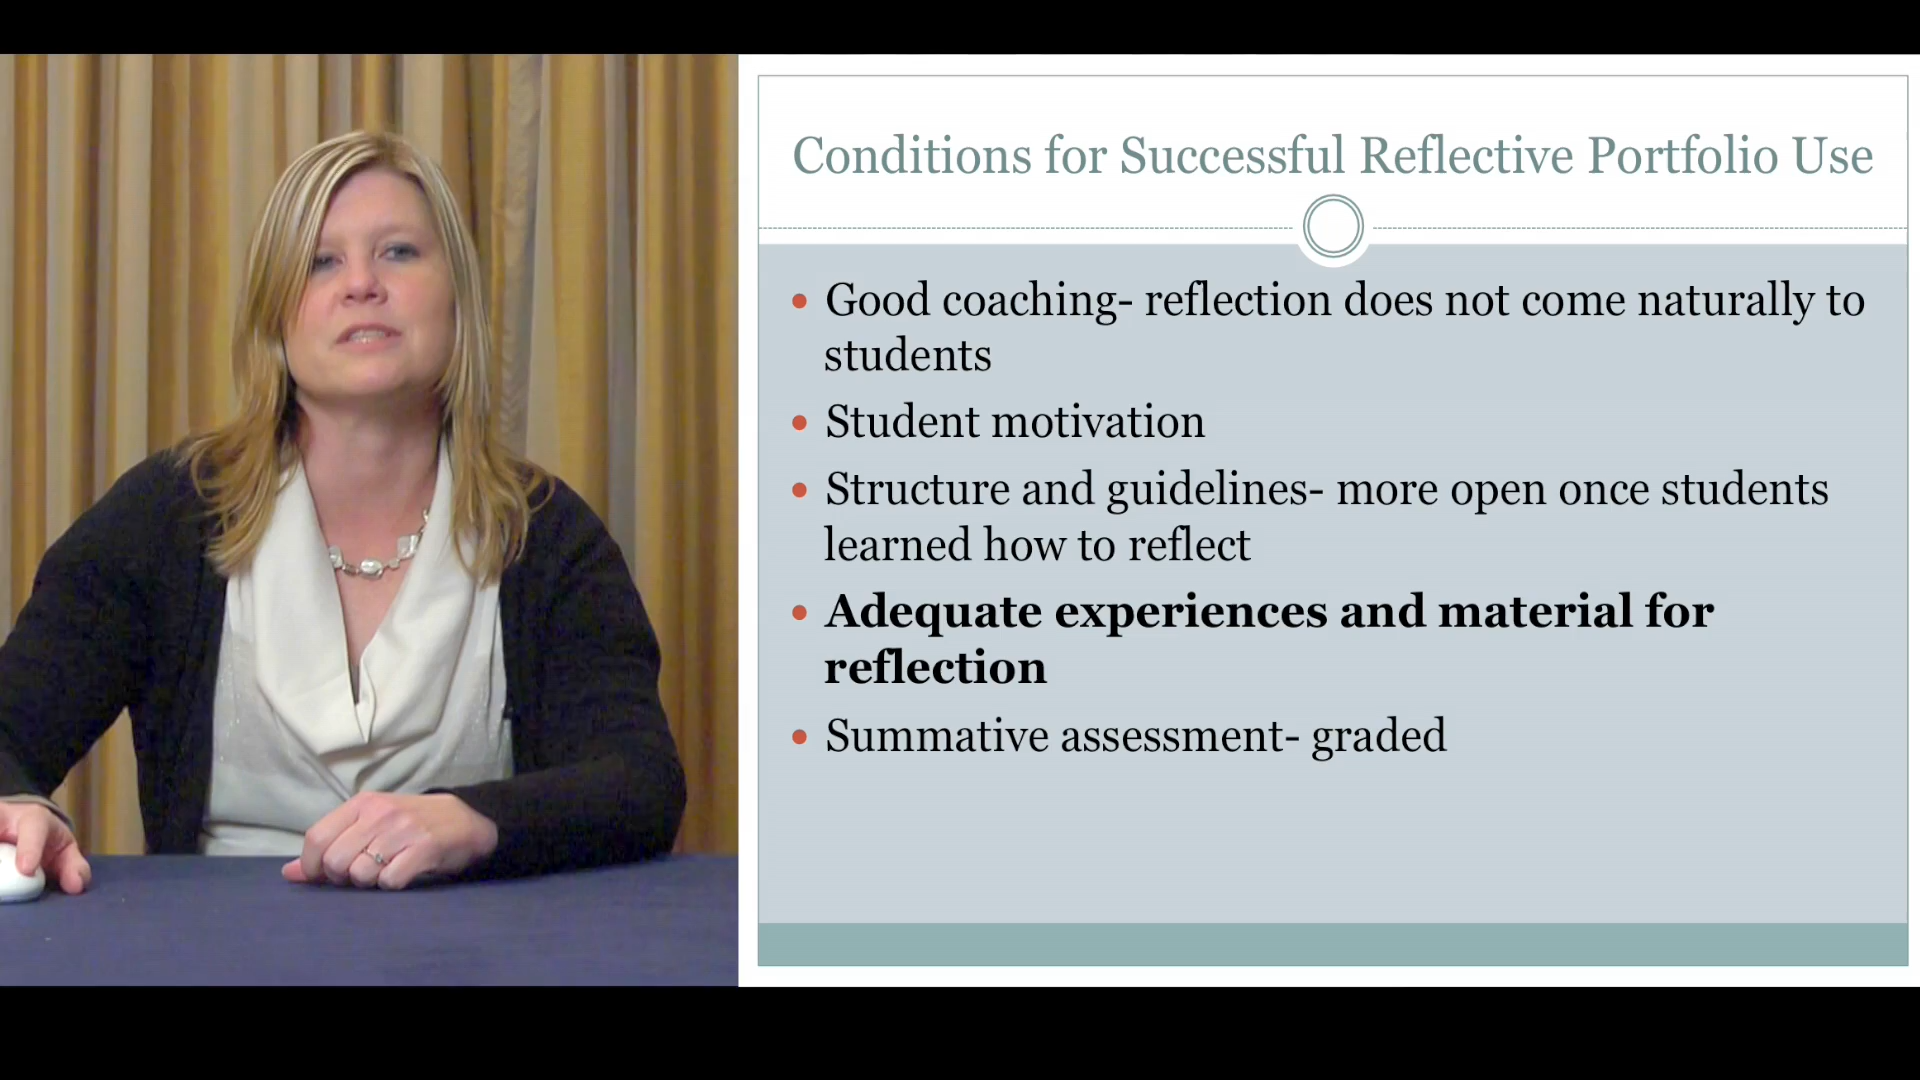 Conditions for Successful Reflective Portfolio Use
• Good coaching- reflection does not come naturally to
students
• Student motivation
• Structure and guidelines- more open once students
learned how to reflect
• Adequate experiences and material for
reflection
• Summative assessment- graded